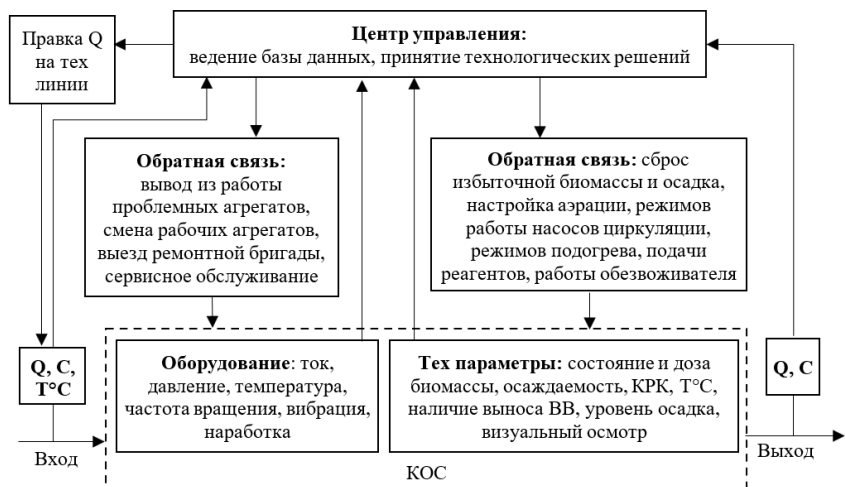 Правка Q
на тех
линии
Центр управления:
ведение базы данных, принятие технологических решений
Обратная связь:
вывод из работы
проблемных агрегатов,
смена рабочих агрегатов,
выезд ремонтной бригады,
сервисное обслуживание
Обратная связь: сброс
избыточной биомассы и осадка,
настройка аэрации, режимов
работы насосов циркуляции,
режимов подогрева, подачи
реагентов, работы обезвоживателя
Q, C,
T°C
Оборудование: ток,
давление, температура,
частота вращения, вибрация,
наработка
Тех параметры: состояние и доза
биомассы, осаждаемость, КРК, T°C,
наличие выноса ВВ, уровень осадка,
визуальный осмотр
Q, C
Вход
КОС
Выход